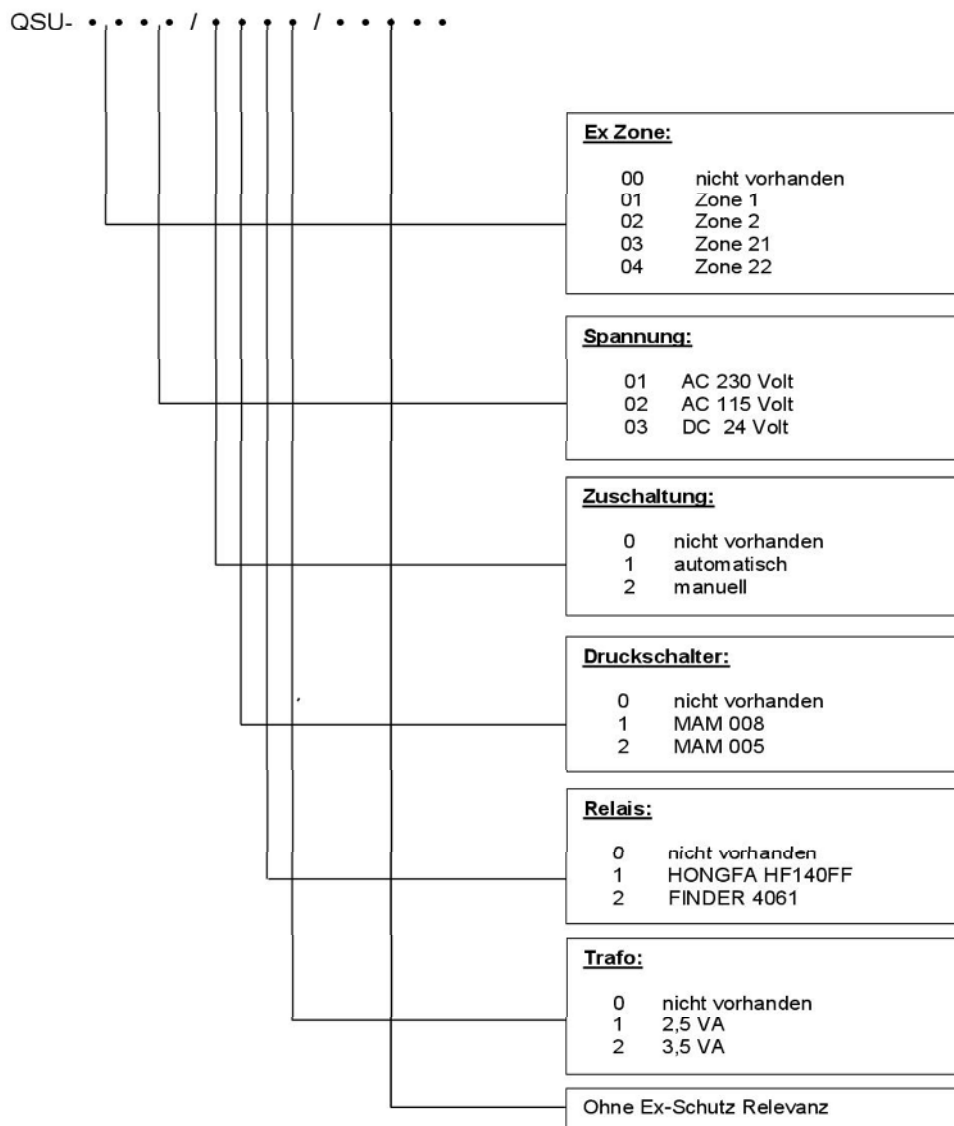 QSU- • • • • / • • • • / • • • • •
Ex Zone:
00 nicht vorhanden
01 Zone 1
02 Zone 2
03 Zone 21
04 Zone 22
Spannung:
01 AC 230 Volt
02 AC 115 Volt
03 DC 24 Volt
Zuschaltung:
0 nicht vorhanden
1 automatisch
2 manuell
Druckschalter:
0 nicht vorhanden
1 MAM 008
2 MAM 005
Relais:
0 nicht vorhanden
1 HONGFA HF140FF
2 FINDER 4061
Trafo:
0 nicht vorhanden
1 2,5 VA
2 3,5 VA
Ohne Ex-Schutz Relevanz